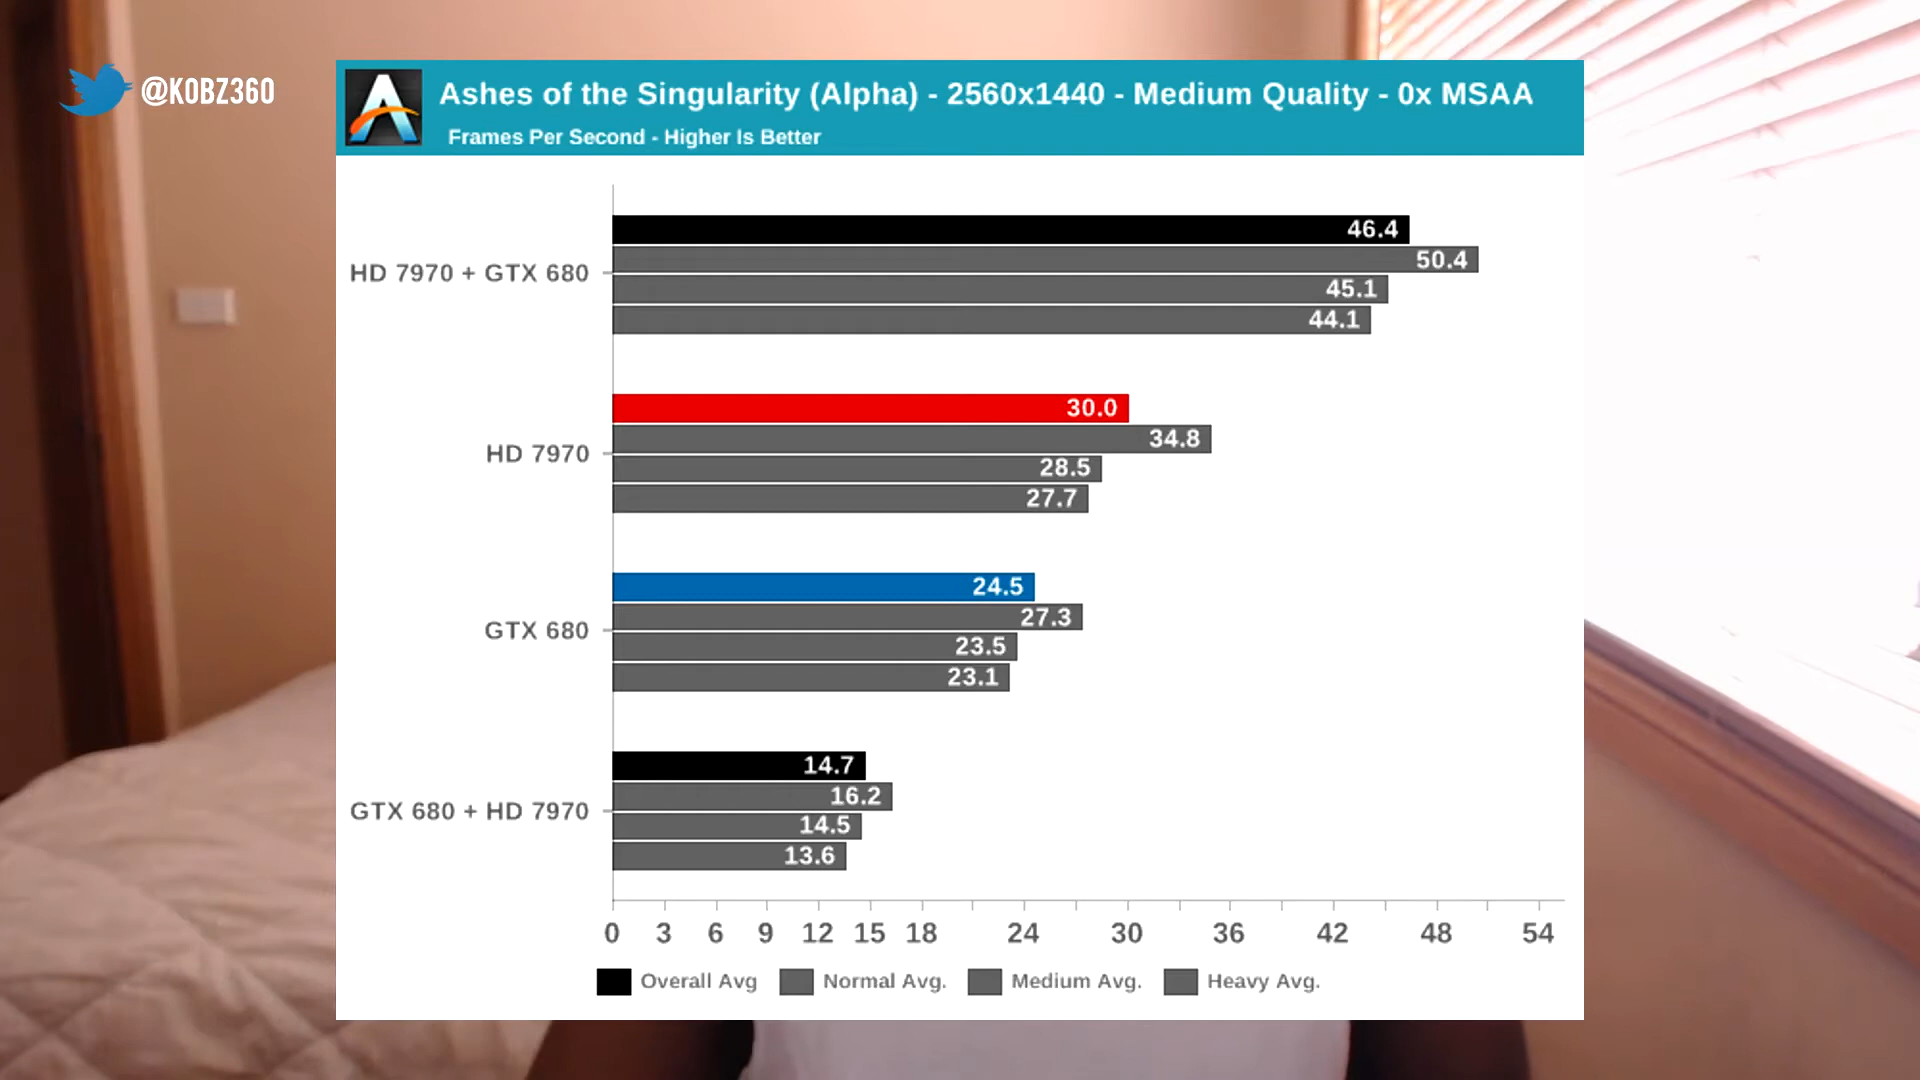 @KOBZ360
Ashes of the Singularity (Alpha) - 2560x1440 - Medium Quality - 0x MSAA
Frames Per Second - Higher Is Better
HD 7970 + GTX 680
46.4
50.4
45.1
44.1
HD 7970
30.0
34.8
28.5
27.7
GTX 680
24.5
27.3
23.5
23.1
GTX 680 + HD 7970
14.7
16.2
14.5
13.6
0 3 6 9 12 15 18 24 30 36 42 48 54
Overall Avg Normal Avg. Medium Avg. Heavy Avg.